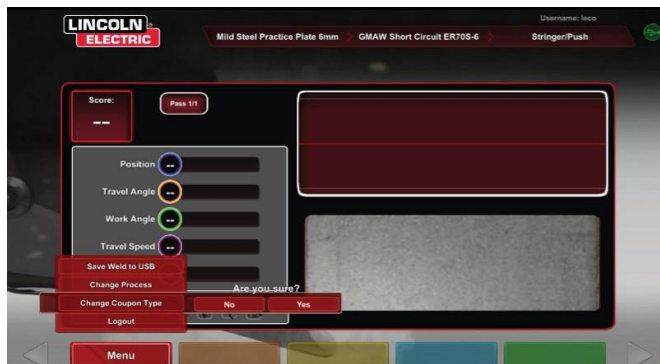 LINCOLN ®
ELECTRIC
Username: leco
Mild Steel Practice Plate 6mm
GMAW Short Circuit ER70S-6
Stringer/Push
Score:
--
Pass 1/1
Position --
Travel Angle --
Work Angle --
Travel Speed --
Save Weld to USB
Change Process
Are you sure?
Change Coupon Type No Yes
Logout
Menu